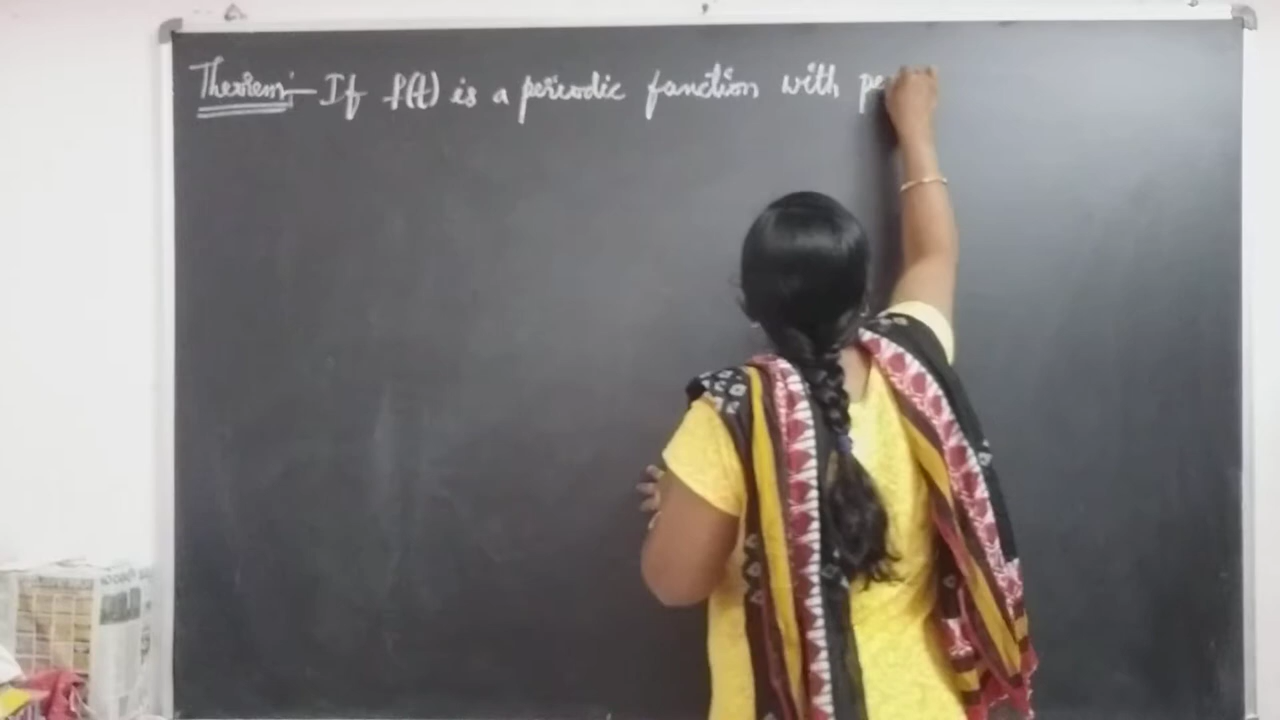 Theorem:- If f(t) is a periodic function with pe